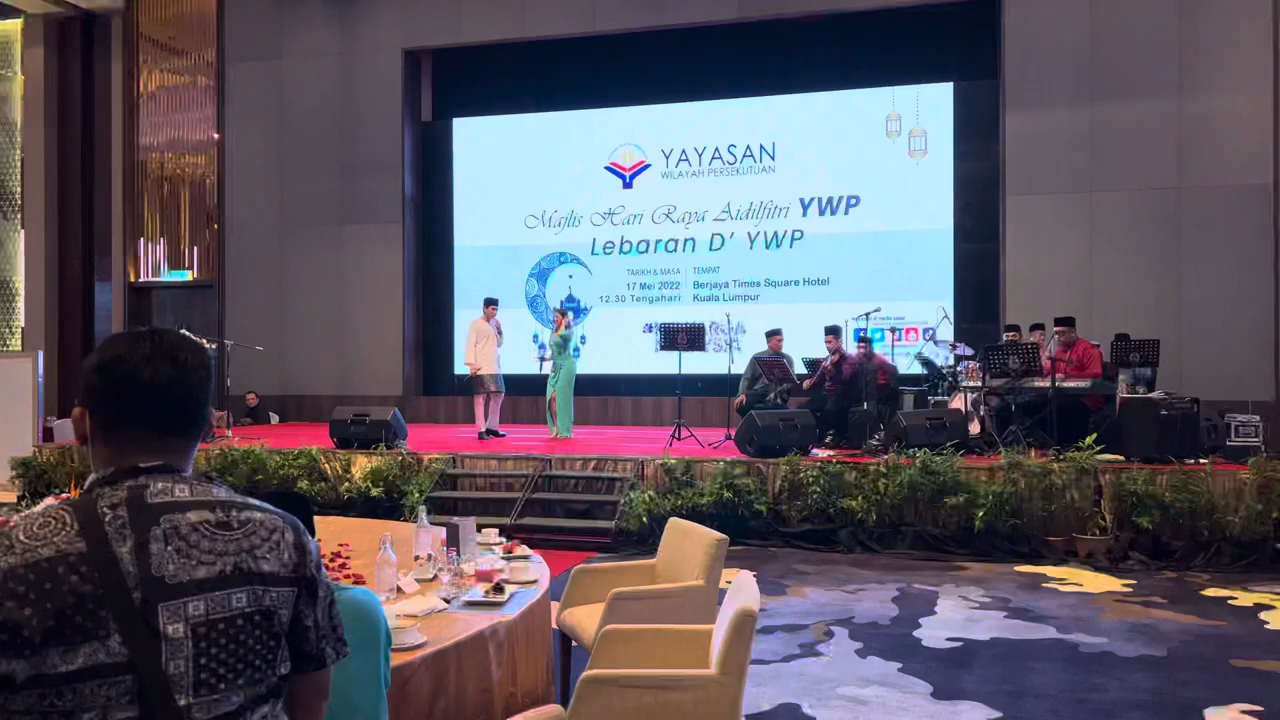 YAYASAN
WILAYAH PERSEKUTUAN
Majlis Hari Raya Aidilfitri YWP
Lebaran D' YWP
TARIKH & MASA
17 Mei 2022
12.30 Tengahari
TEMPAT
Berjaya Times Square Hotel
Kuala Lumpur